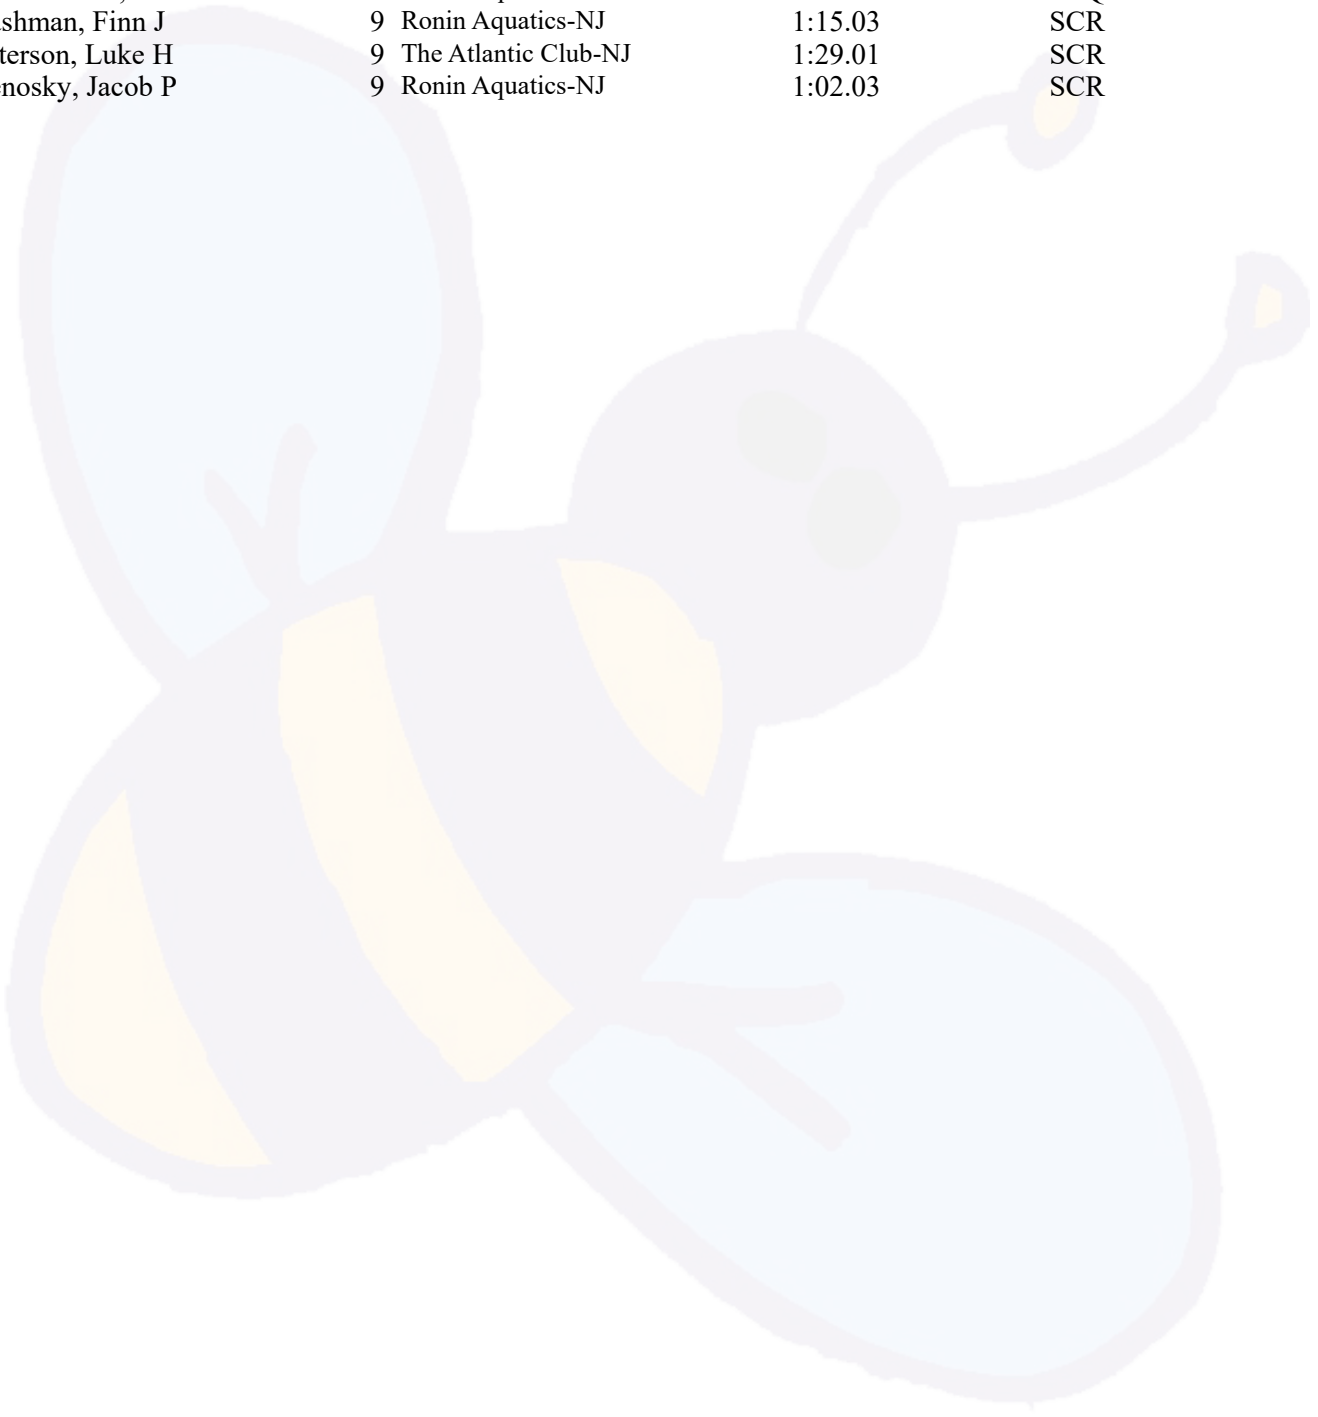 shman, Finn J 9 Ronin Aquatics-NJ 1:15.03 SCR
terson, Luke H 9 The Atlantic Club-NJ 1:29.01 SCR
nosky, Jacob P 9 Ronin Aquatics-NJ 1:02.03 SCR